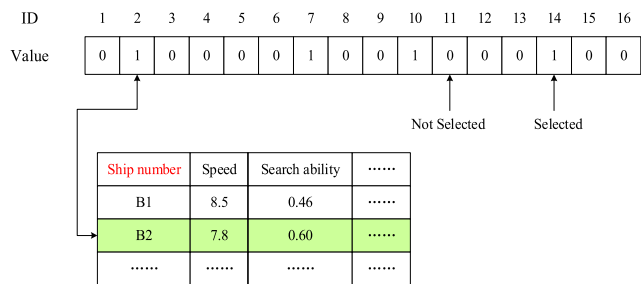 ID 1 2 3 4 5 6 7 8 9 10 11 12 13 14 15 16
Value 0 1 0 0 0 0 1 0 0 1 0 0 0 1 0 0
Not Selected Selected
Ship number Speed Search ability ……
B1 8.5 0.46 ……
B2 7.8 0.60 ……
…… …… …… ……